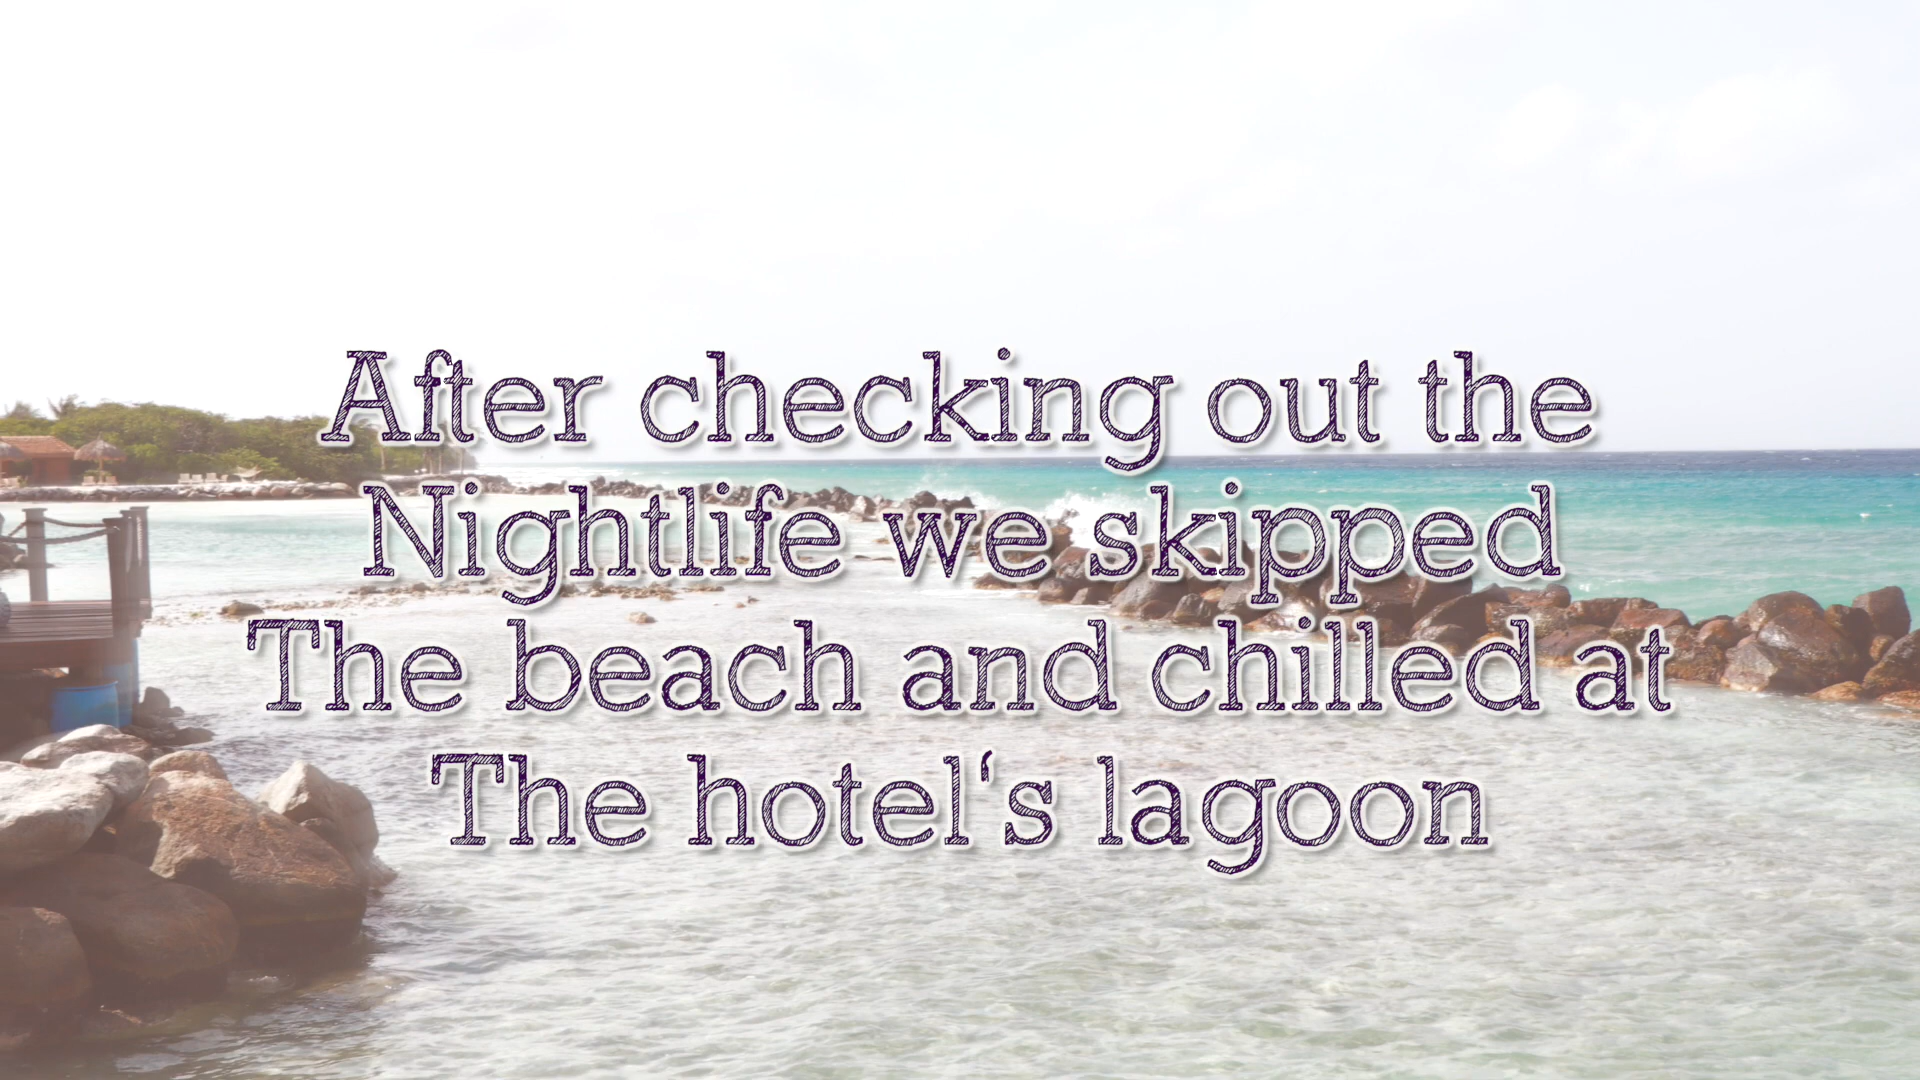 After checking out the
Nightlife we skipped
The beach and chilled at
The hotel‘s lagoon